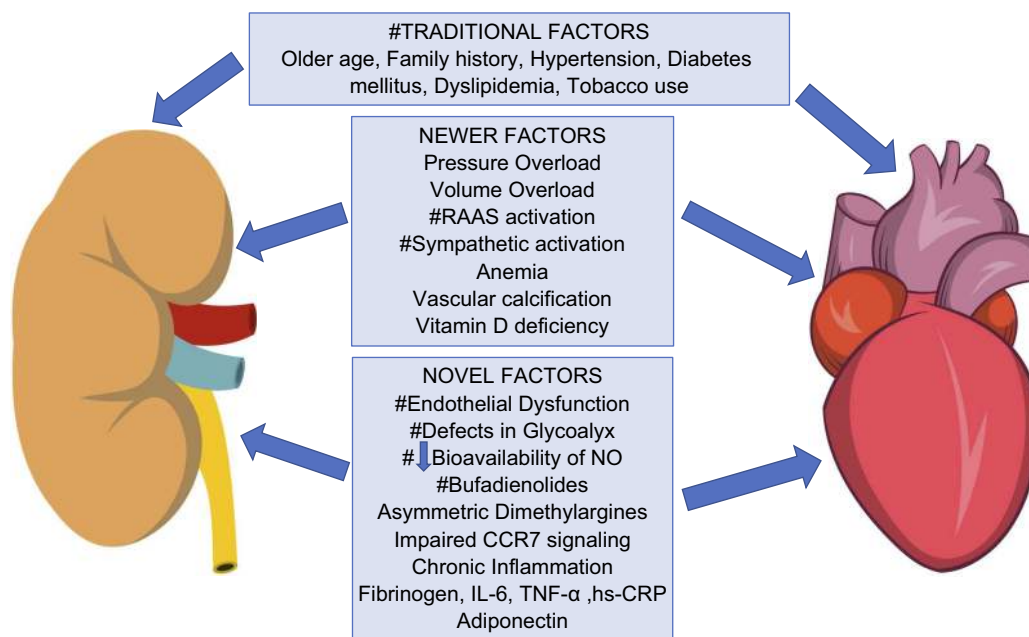 #TRADITIONAL FACTORS
Older age, Family history, Hypertension, Diabetes
mellitus, Dyslipidemia, Tobacco use
NEWER FACTORS
Pressure Overload
Volume Overload
#RAAS activation
#Sympathetic activation
Anemia
Vascular calcification
Vitamin D deficiency
NOVEL FACTORS
#Endothelial Dysfunction
#Defects in Glycoalyx
# Bioavailability of NO
#Bufadienolides
Asymmetric Dimethylargines
Impaired CCR7 signaling
Chronic Inflammation
Fibrinogen, IL-6, TNF-α ,hs-CRP
Adiponectin